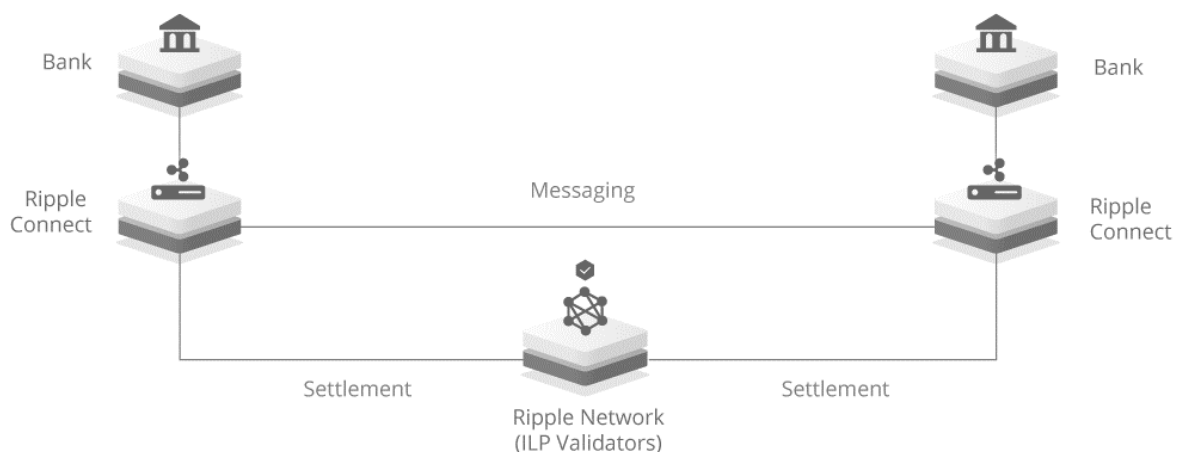 Bank
Bank
Ripple
Connect
Messaging
Ripple
Connect
Settlement
Settlement
Ripple Network
(ILP Validators)